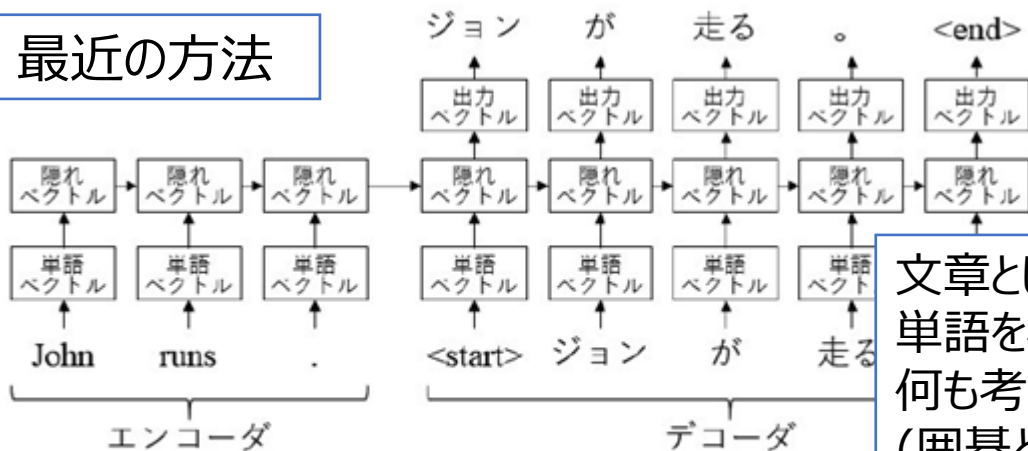 最近の方法
ジョン が 走る 。 <end>
出力 出力 出力 出力 出力
ベクトル ベクトル ベクトル ベクトル ベクトル
隠れ 隠れ 隠れ 隠れ 隠れ 隠れ 隠れ 隠れ
ベクトル ベクトル ベクトル ベクトル ベクトル ベクトル ベクトル ベクトル
単語 単語 単語 単語 単語 単語 単語
ベクトル ベクトル ベクトル ベクトル ベクトル ベクトル ベクト
John runs . <start> ジョン が 走る
エンコーダ デコーダ
文章と
単語を
何も考
(囲碁と